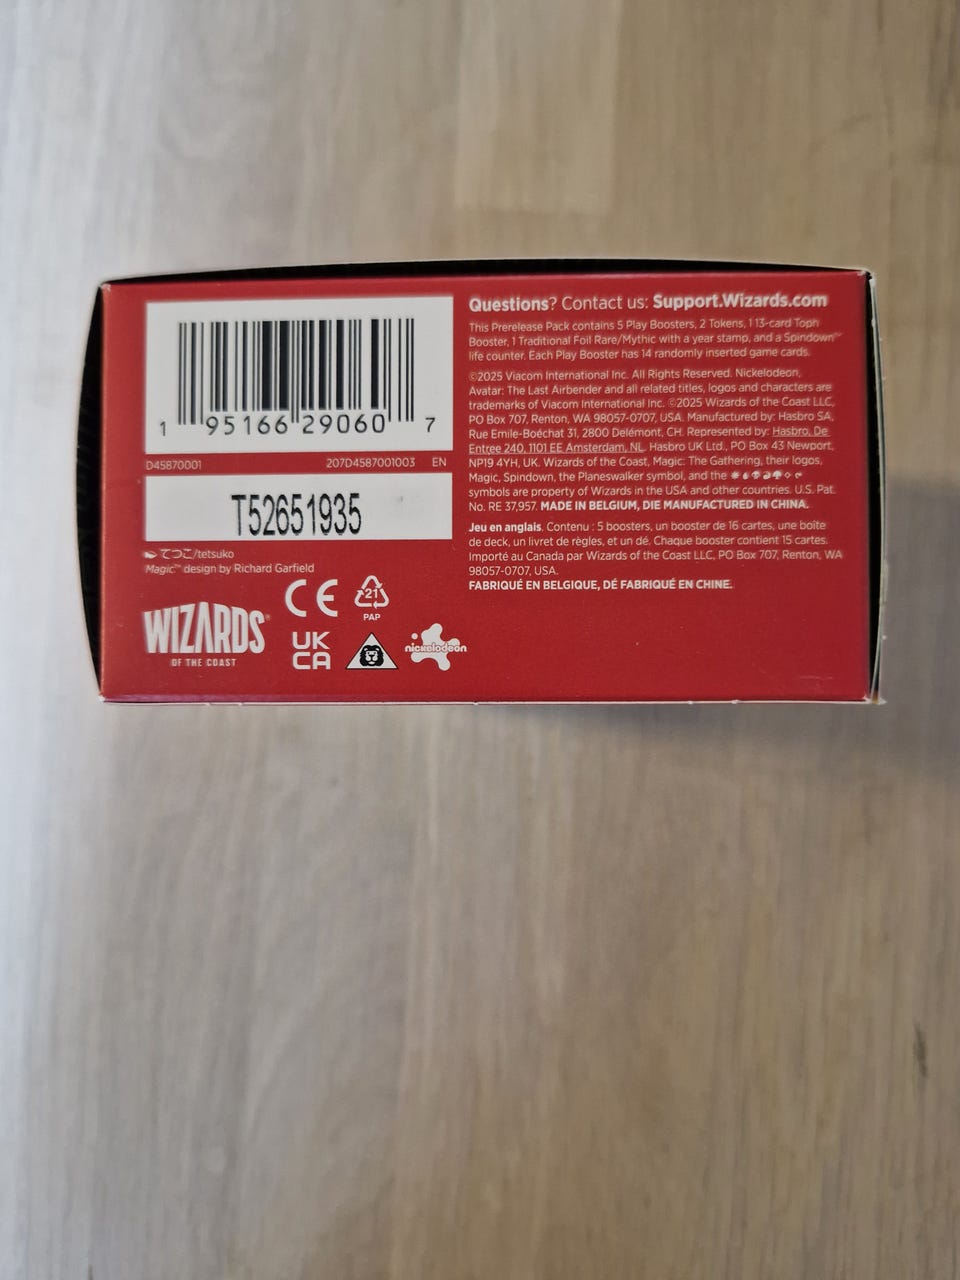 1 95166 29060 7
D45870001 207D4587001003 EN
T52651935
てつこ/tetsuko
Magic™ design by Richard Garfield
WIZARDS®
OF THE COAST
CE
21
PAP
UK
CA
nickelodeon
Questions? Contact us: Support.Wizards.com
This Prerelease Pack contains 5 Play Boosters, 2 Tokens, 1 13-card Toph
Booster, 1 Traditional Foil Rare/Mythic with a year stamp, and a Spindown™
life counter. Each Play Booster has 14 randomly inserted game cards.
©2025 Viacom International Inc. All Rights Reserved. Nickelodeon,
Avatar: The Last Airbender and all related titles, logos and characters are
trademarks of Viacom International Inc. ©2025 Wizards of the Coast LLC,
PO Box 707, Renton, WA 98057-0707, USA. Manufactured by: Hasbro SA,
Rue Emile-Boéchat 31, 2800 Delémont, CH. Represented by: Hasbro, De
Entree 240, 1101 EE Amsterdam, NL. Hasbro UK Ltd., PO Box 43 Newport,
NP19 4YH, UK. Wizards of the Coast, Magic: The Gathering, their logos,
Magic, Spindown, the Planeswalker symbol, and the
symbols are property of Wizards in the USA and other countries. U.S. Pat.
No. RE 37,957. MADE IN BELGIUM, DIE MANUFACTURED IN CHINA.
Jeu en anglais. Contenu : 5 boosters, un booster de 16 cartes, une boîte
de deck, un livret de règles, et un dé. Chaque booster contient 15 cartes.
Importé au Canada par Wizards of the Coast LLC, PO Box 707, Renton, WA
98057-0707, USA.
FABRIQUÉ EN BELGIQUE, DÉ FABRIQUÉ EN CHINE.